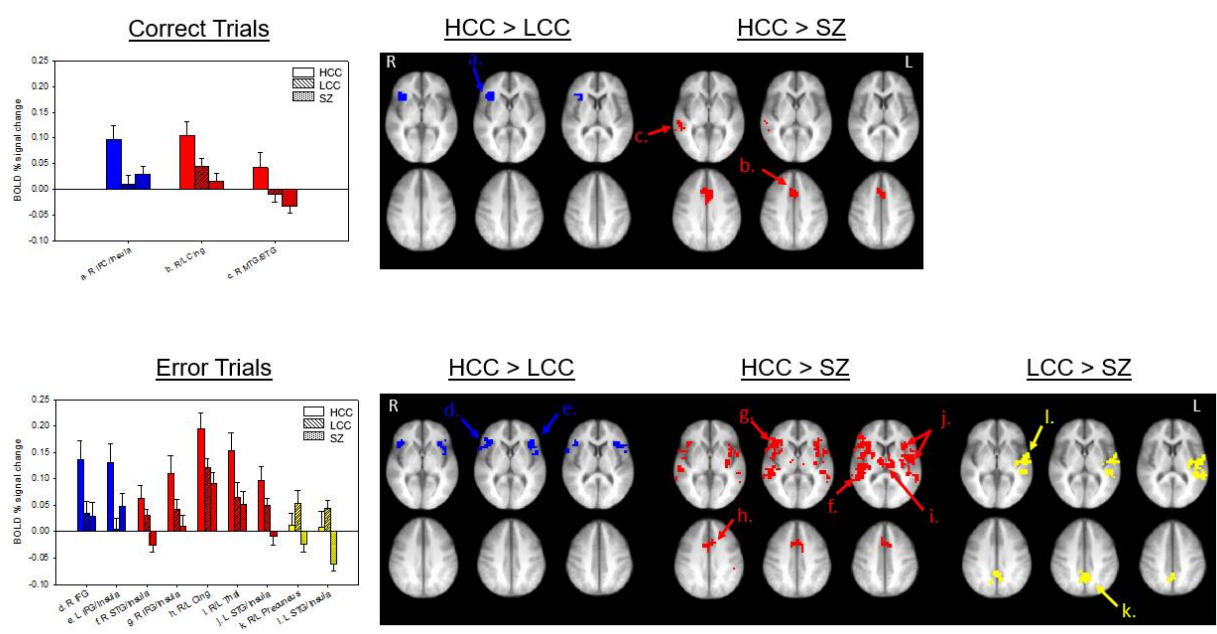 Correct Trials
HCC > LCC
HCC > SZ
0.25
0.20
0.15
0.10
0.05
0.00
-0.05
-0.10
BOLD % signal change
HCC
LCC
SZ
a. R IFC/Insula
b. R/L Cing
c. R MTG/STG
R
L
a.
c.
b.
Error Trials
HCC > LCC
HCC > SZ
LCC > SZ
0.25
0.20
0.15
0.10
0.05
0.00
-0.05
-0.10
BOLD % signal change
HCC
LCC
SZ
d. R IFG
e. L IFG/Insula
f. R STG/Insula
g. R IFG/Insula
h. R/L Cing
i. R/L Thal
j. L STG/Insula
k. R/L Precuneus
l. L STG/Insula
R
L
d.
e.
g.
j.
l.
f.
i.
h.
k.